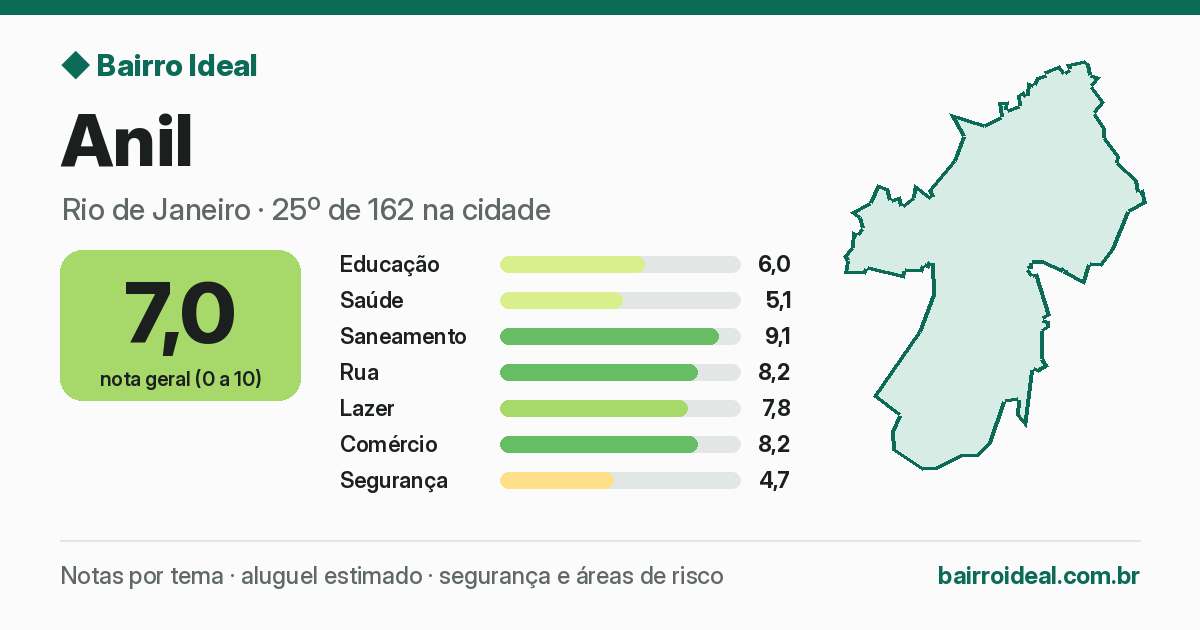 Bairro Ideal
Anil
Rio de Janeiro · 25º de 162 na cidade
7,0
nota geral (0 a 10)
Educação 6,0
Saúde 5,1
Saneamento 9,1
Rua 8,2
Lazer 7,8
Comércio 8,2
Segurança 4,7
Notas por tema · aluguel estimado · segurança e áreas de risco
bairroideal.com.br